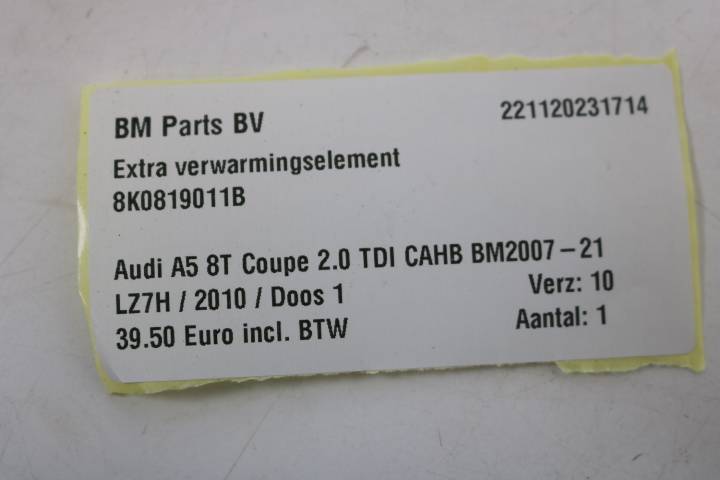 BM Parts BV 221120231714
Extra verwarmingselement
8K0819011B
Audi A5 8T Coupe 2.0 TDI CAHB BM2007-21
LZ7H / 2010 / Doos 1 Verz: 10
39.50 Euro incl. BTW Aantal: 1